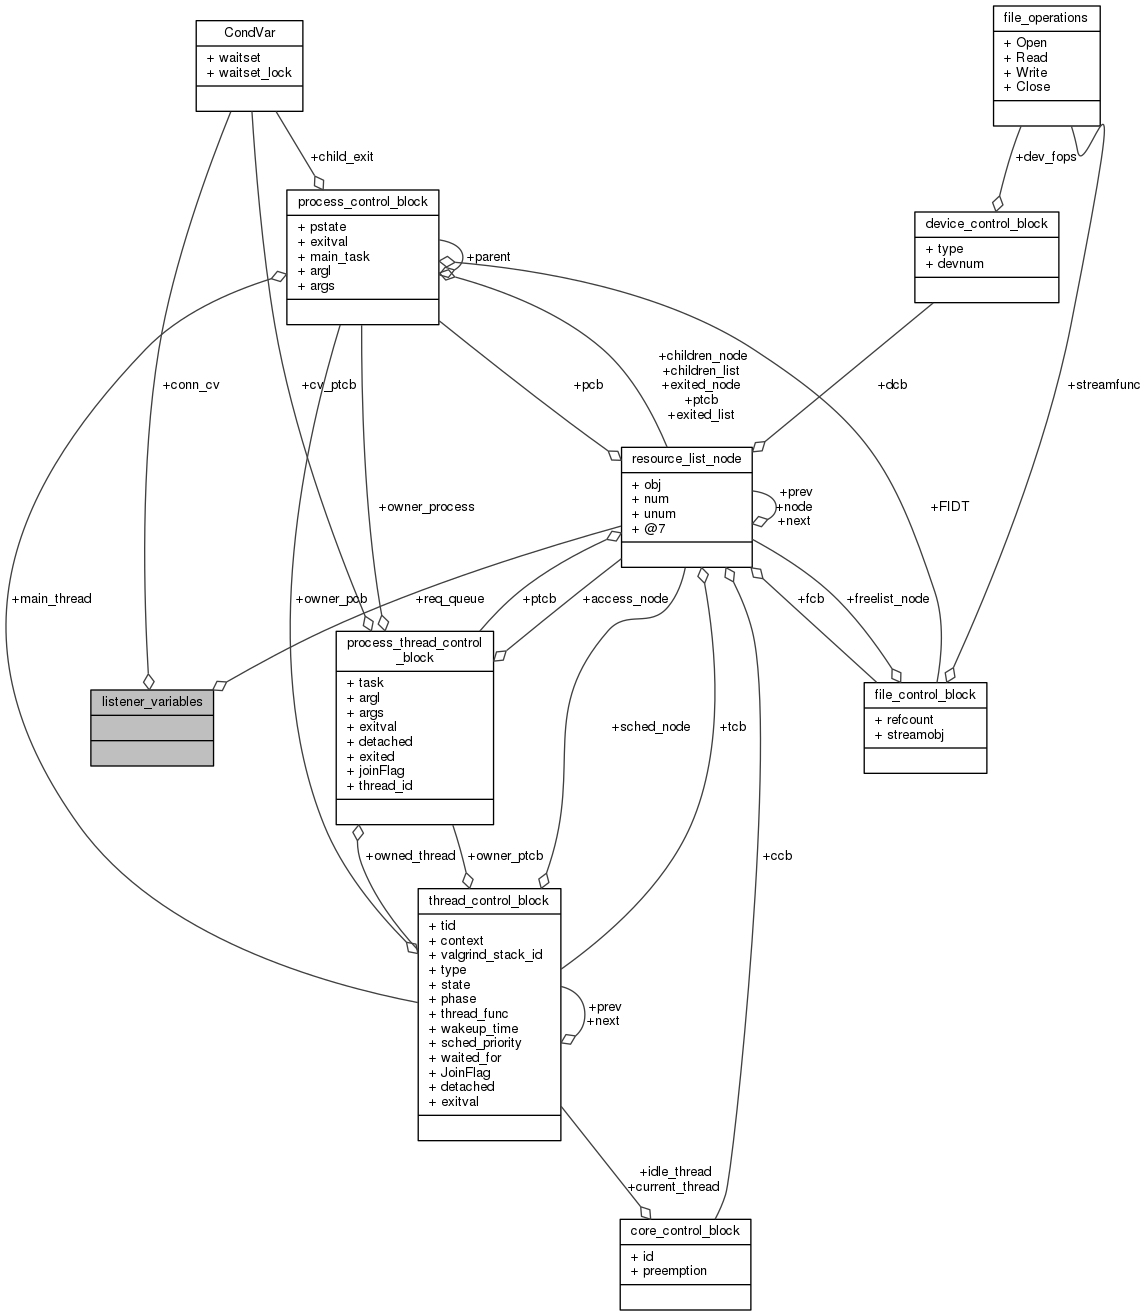 CondVar
+ waitset
+ waitset_lock
file_operations
+ Open
+ Read
+ Write
+ Close
+child_exit
+dev_fops
process_control_block
+ pstate
+ exitval
+ main_task
+ argl
+ args
+parent
device_control_block
+ type
+ devnum
+conn_cv
+cv_ptcb
+pcb
+children_node
+children_list
+exited_node
+ptcb
+exited_list
+dcb
+streamfunc
resource_list_node
+ obj
+ num
+ unum
+ @7
+prev
+node
+next
+owner_process
+FIDT
+main_thread
+owner_pcb
+req_queue
+ptcb
+access_node
+fcb
+freelist_node
process_thread_control
_block
+ task
+ argl
+ args
+ exitval
+ detached
+ exited
+ joinFlag
+ thread_id
listener_variables
file_control_block
+ refcount
+ streamobj
+sched_node
+tcb
+owned_thread
+owner_ptcb
+ccb
thread_control_block
+ tid
+ context
+ valgrind_stack_id
+ type
+ state
+ phase
+ thread_func
+ wakeup_time
+ sched_priority
+ waited_for
+ JoinFlag
+ detached
+ exitval
+prev
+next
+idle_thread
+current_thread
core_control_block
+ id
+ preemption